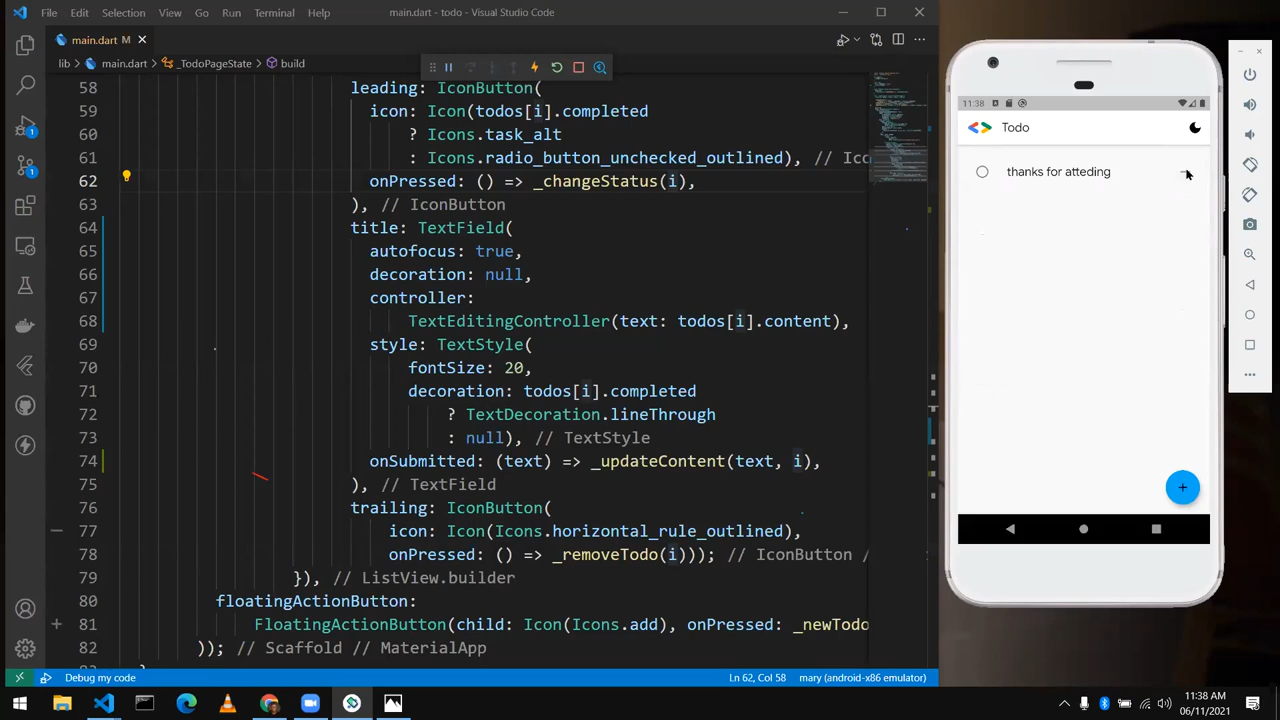 File Edit Selection View Go Run Terminal Help main.dart - todo - Visual Studio Code
main.dart M
lib > main.dart > _TodoPageState > build
58 leading: IconButton(
59 icon: Icon(todos[i].completed
60 ? Icons.task_alt
61 : Icons.radio_button_unchecked_outlined), // Ico
62 onPressed: () => _changeStatus(i),
63 ), // IconButton
64 title: TextField(
65 autofocus: true,
66 decoration: null,
67 controller:
68 TextEditingController(text: todos[i].content),
69 style: TextStyle(
70 fontSize: 20,
71 decoration: todos[i].completed
72 ? TextDecoration.lineThrough
73 : null), // TextStyle
74 onSubmitted: (text) => _updateContent(text, i),
75 ), // TextField
76 trailing: IconButton(
77 icon: Icon(Icons.horizontal_rule_outlined),
78 onPressed: () => _removeTodo(i))); // IconButton /
79 }), // ListView.builder
80 floatingActionButton:
81 FloatingActionButton(child: Icon(Icons.add), onPressed: _newTodo
82 )); // Scaffold // MaterialApp
Debug my code Ln 62, Col 58 mary (android-x86 emulator)
11:38
Todo
thanks for atteding
1
1
11:38 AM
06/11/2021